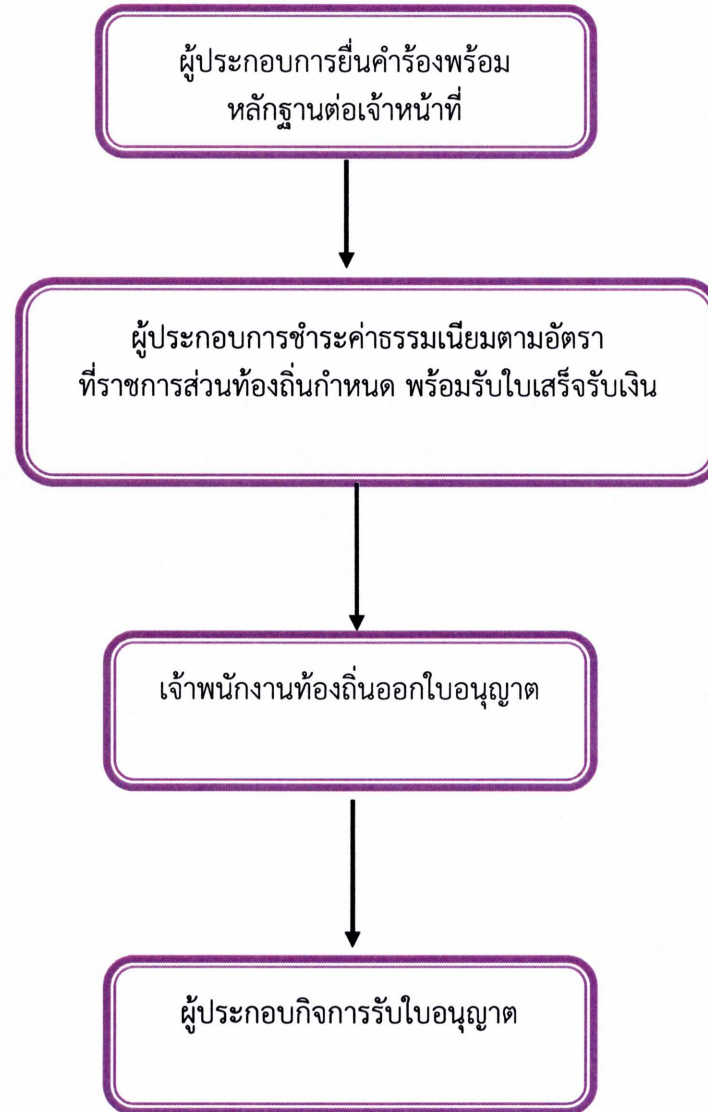 ผู้ประกอบการยื่นคำร้องพร้อม
หลักฐานต่อเจ้าหน้าที่
ผู้ประกอบการชำระค่าธรรมเนียมตามอัตรา
ที่ราชการส่วนท้องถิ่นกำหนด พร้อมรับใบเสร็จรับเงิน
เจ้าพนักงานท้องถิ่นออกใบอนุญาต
ผู้ประกอบกิจการรับใบอนุญาต